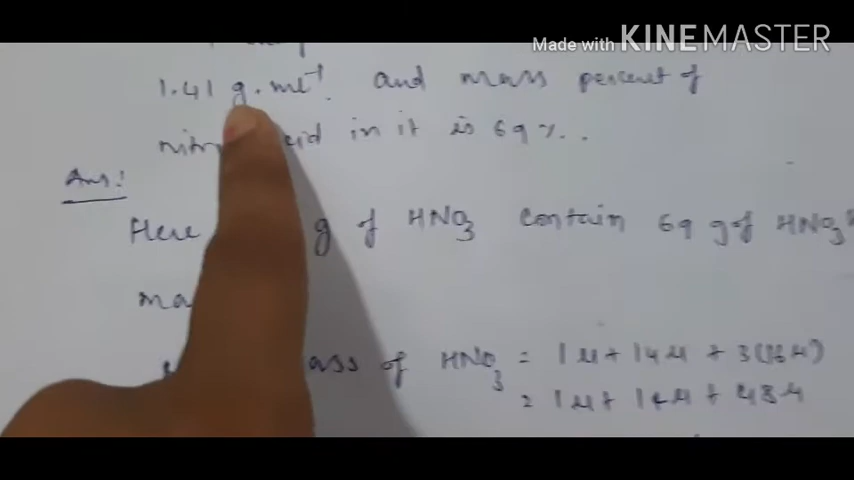 Made with KINEMASTER
1.41 g.ml⁻¹. and mass percent of
in it is 69%.
Ans:
Here g of HNO₃ contain 69 g of HNO₃
of HNO₃ = 1u + 14u + 3(16u)
= 1u + 14u + 48u